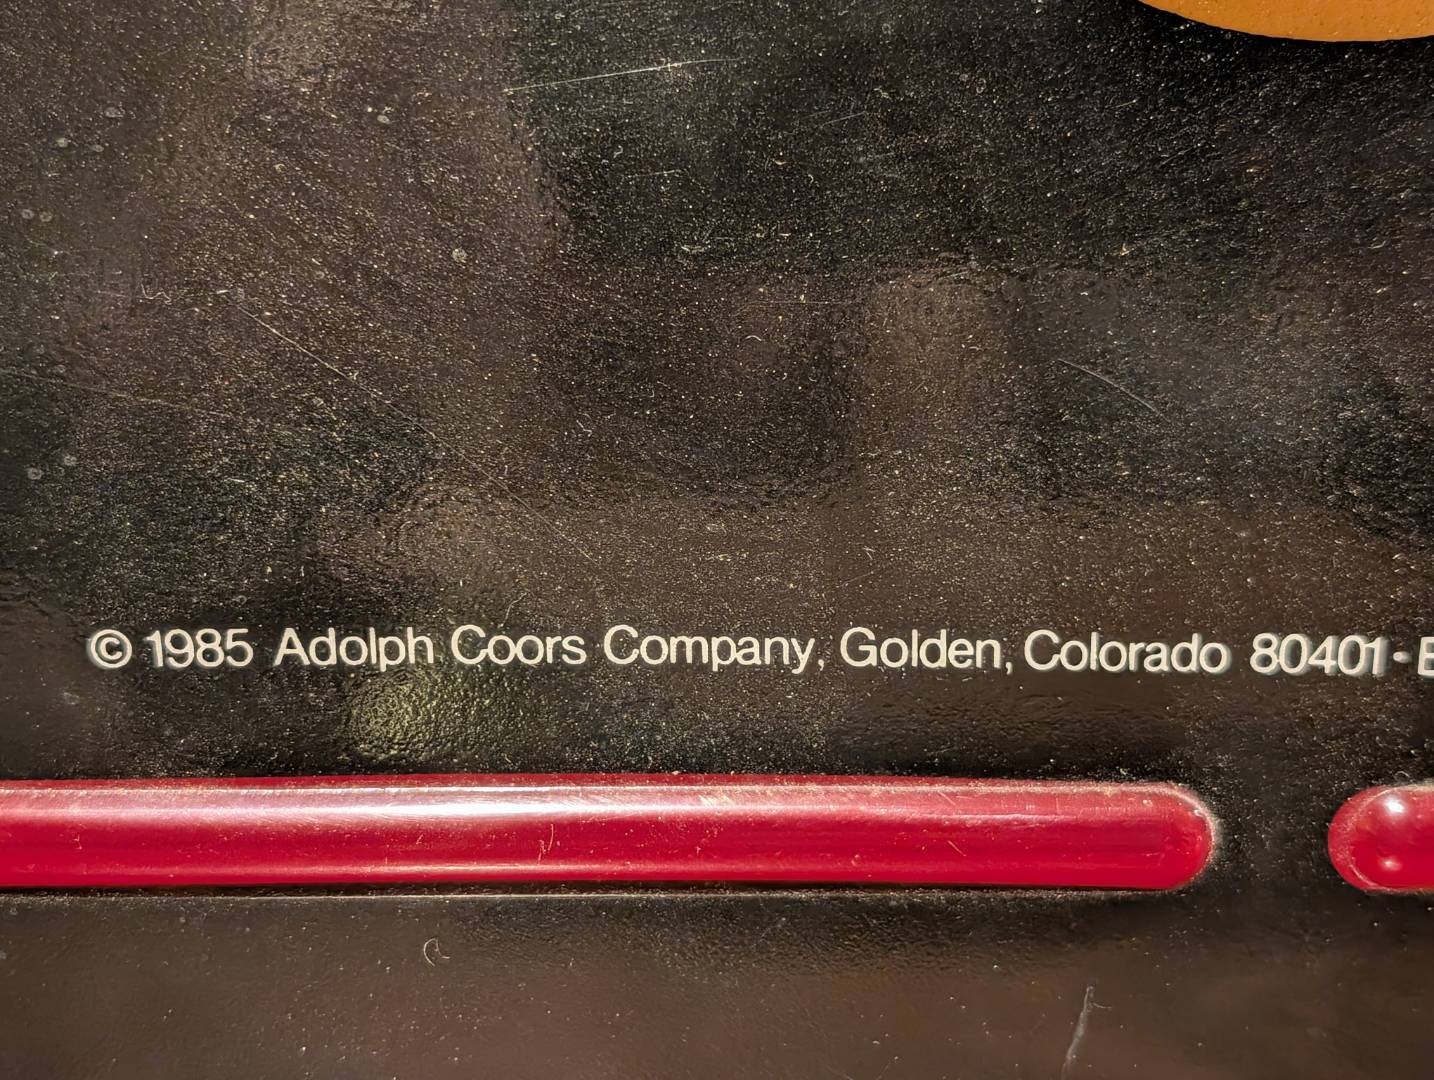 © 1985 Adolph Coors Company, Golden, Colorado 80401 •